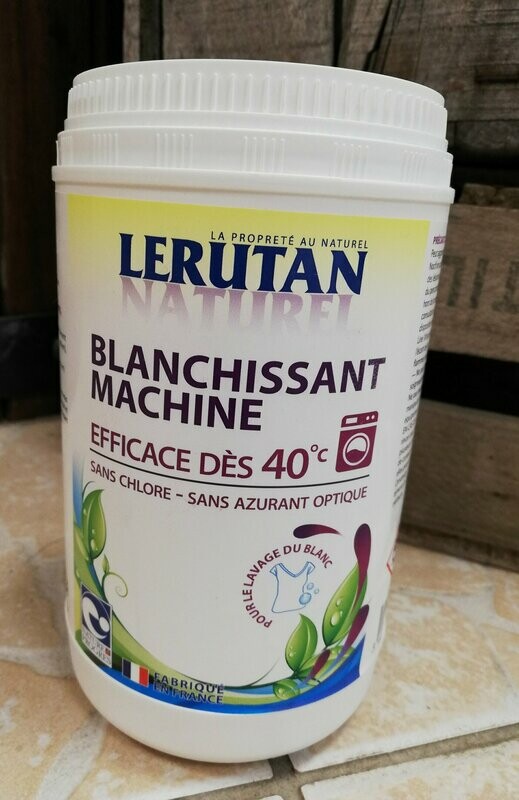 LA PROPRETÉ AU NATUREL
LERUTAN
NATUREL
BLANCHISSANT
MACHINE
EFFICACE DÈS 40°C
SANS CHLORE – SANS AZURANT OPTIQUE
POUR LE LAVAGE DU BLANC
FABRIQUÉ
EN FRANCE